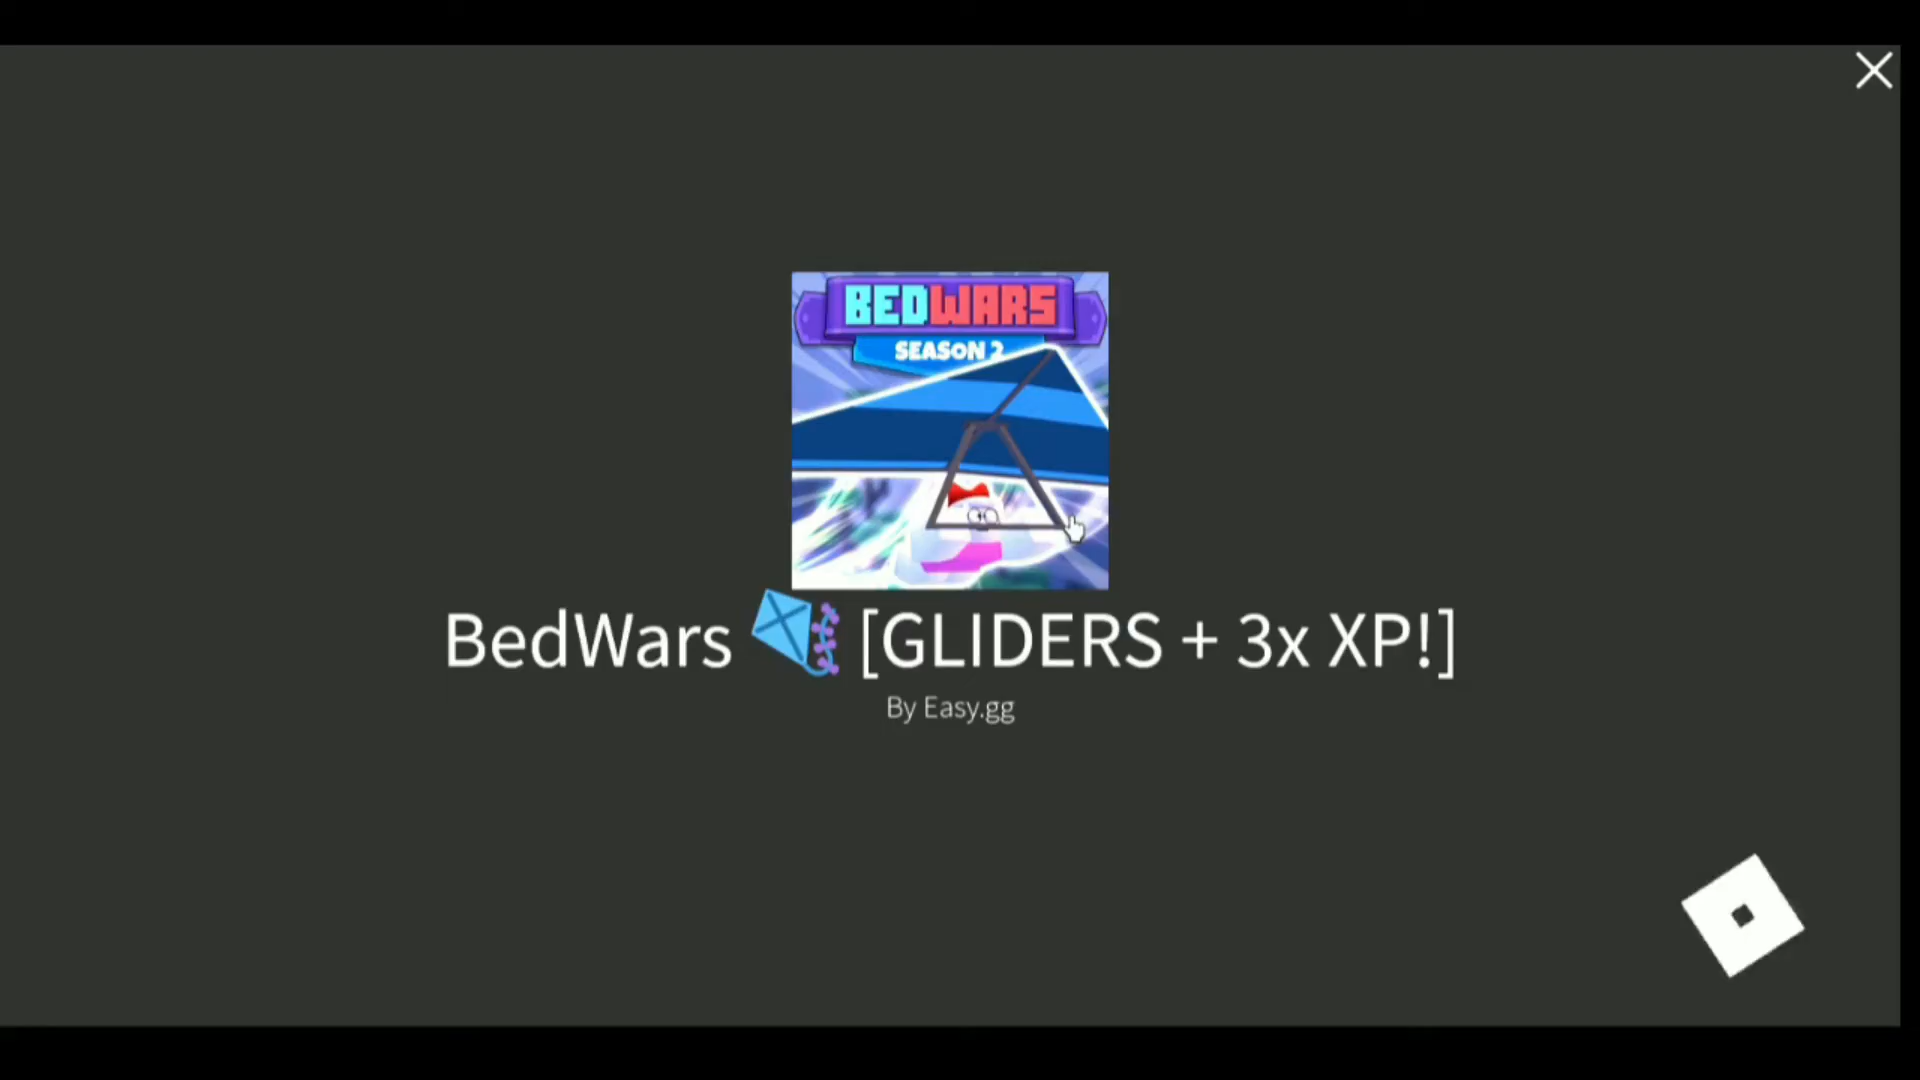 BEDWARS
SEASON 2
BedWars 🪁 [GLIDERS + 3x XP!]
By Easy.gg